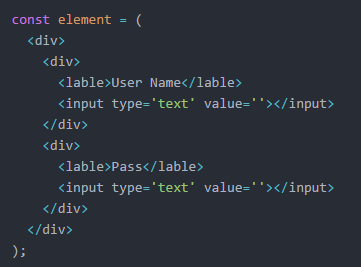 const element = (
  <div>
    <div>
      <lable>User Name</lable>
      <input type='text' value=''></input>
    </div>
    <div>
      <lable>Pass</lable>
      <input type='text' value=''></input>
    </div>
  </div>
);